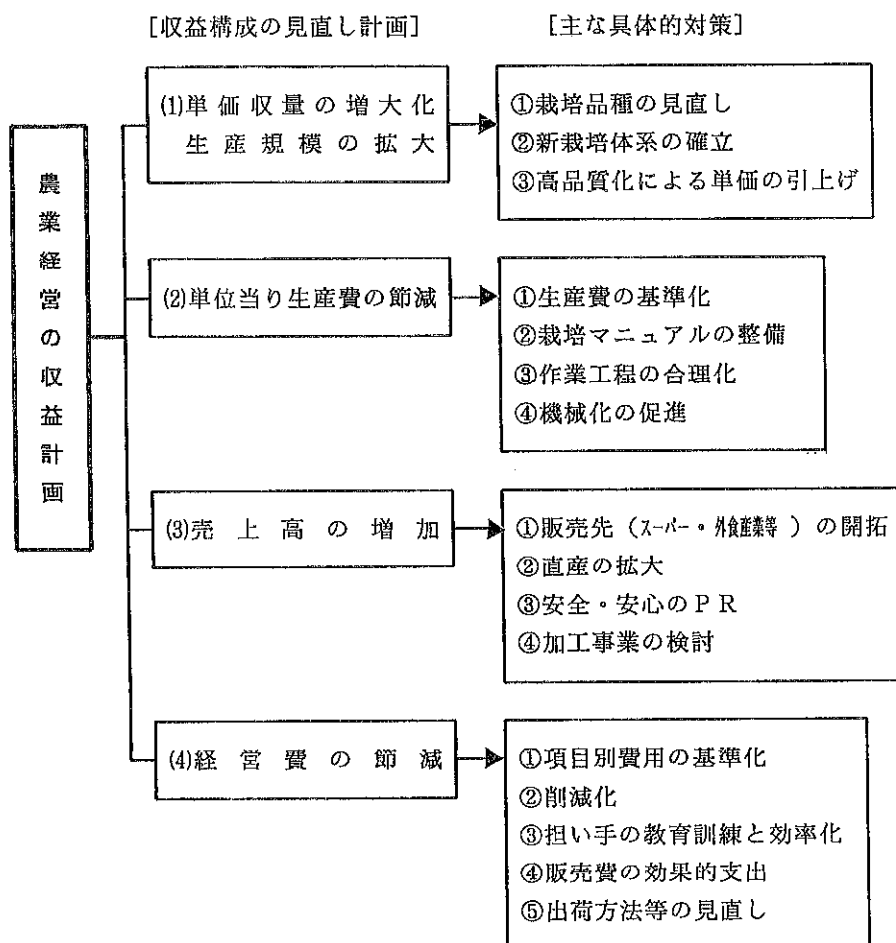 [収益構成の見直し計画]
[主な具体的対策]
農業経営の収益計画
(1)単価収量の増大化
生産規模の拡大
①栽培品種の見直し
②新栽培体系の確立
③高品質化による単価の引上げ
(2)単位当り生産費の節減
①生産費の基準化
②栽培マニュアルの整備
③作業工程の合理化
④機械化の促進
(3)売上高の増加
①販売先(スーパー・外食産業等)の開拓
②直産の拡大
③安全・安心のPR
④加工事業の検討
(4)経営費の節減
①項目別費用の基準化
②削減化
③担い手の教育訓練と効率化
④販売費の効果的支出
⑤出荷方法等の見直し